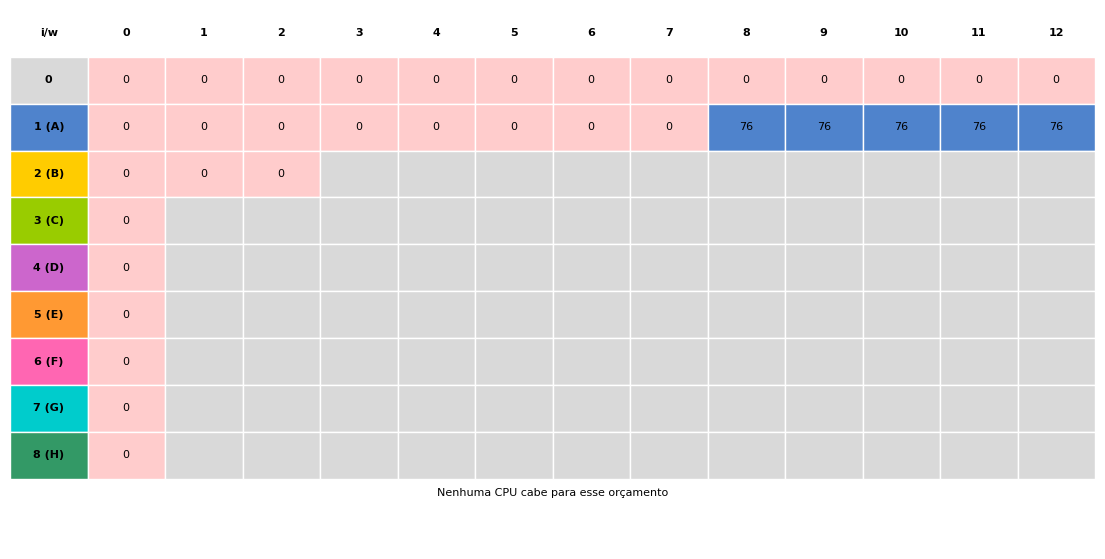 i/w 0 1 2 3 4 5 6 7 8 9 10 11 12
0 0 0 0 0 0 0 0 0 0 0 0 0 0
1 (A) 0 0 0 0 0 0 0 0 76 76 76 76 76
2 (B) 0 0 0
3 (C) 0
4 (D) 0
5 (E) 0
6 (F) 0
7 (G) 0
8 (H) 0
Nenhuma CPU cabe para esse orçamento